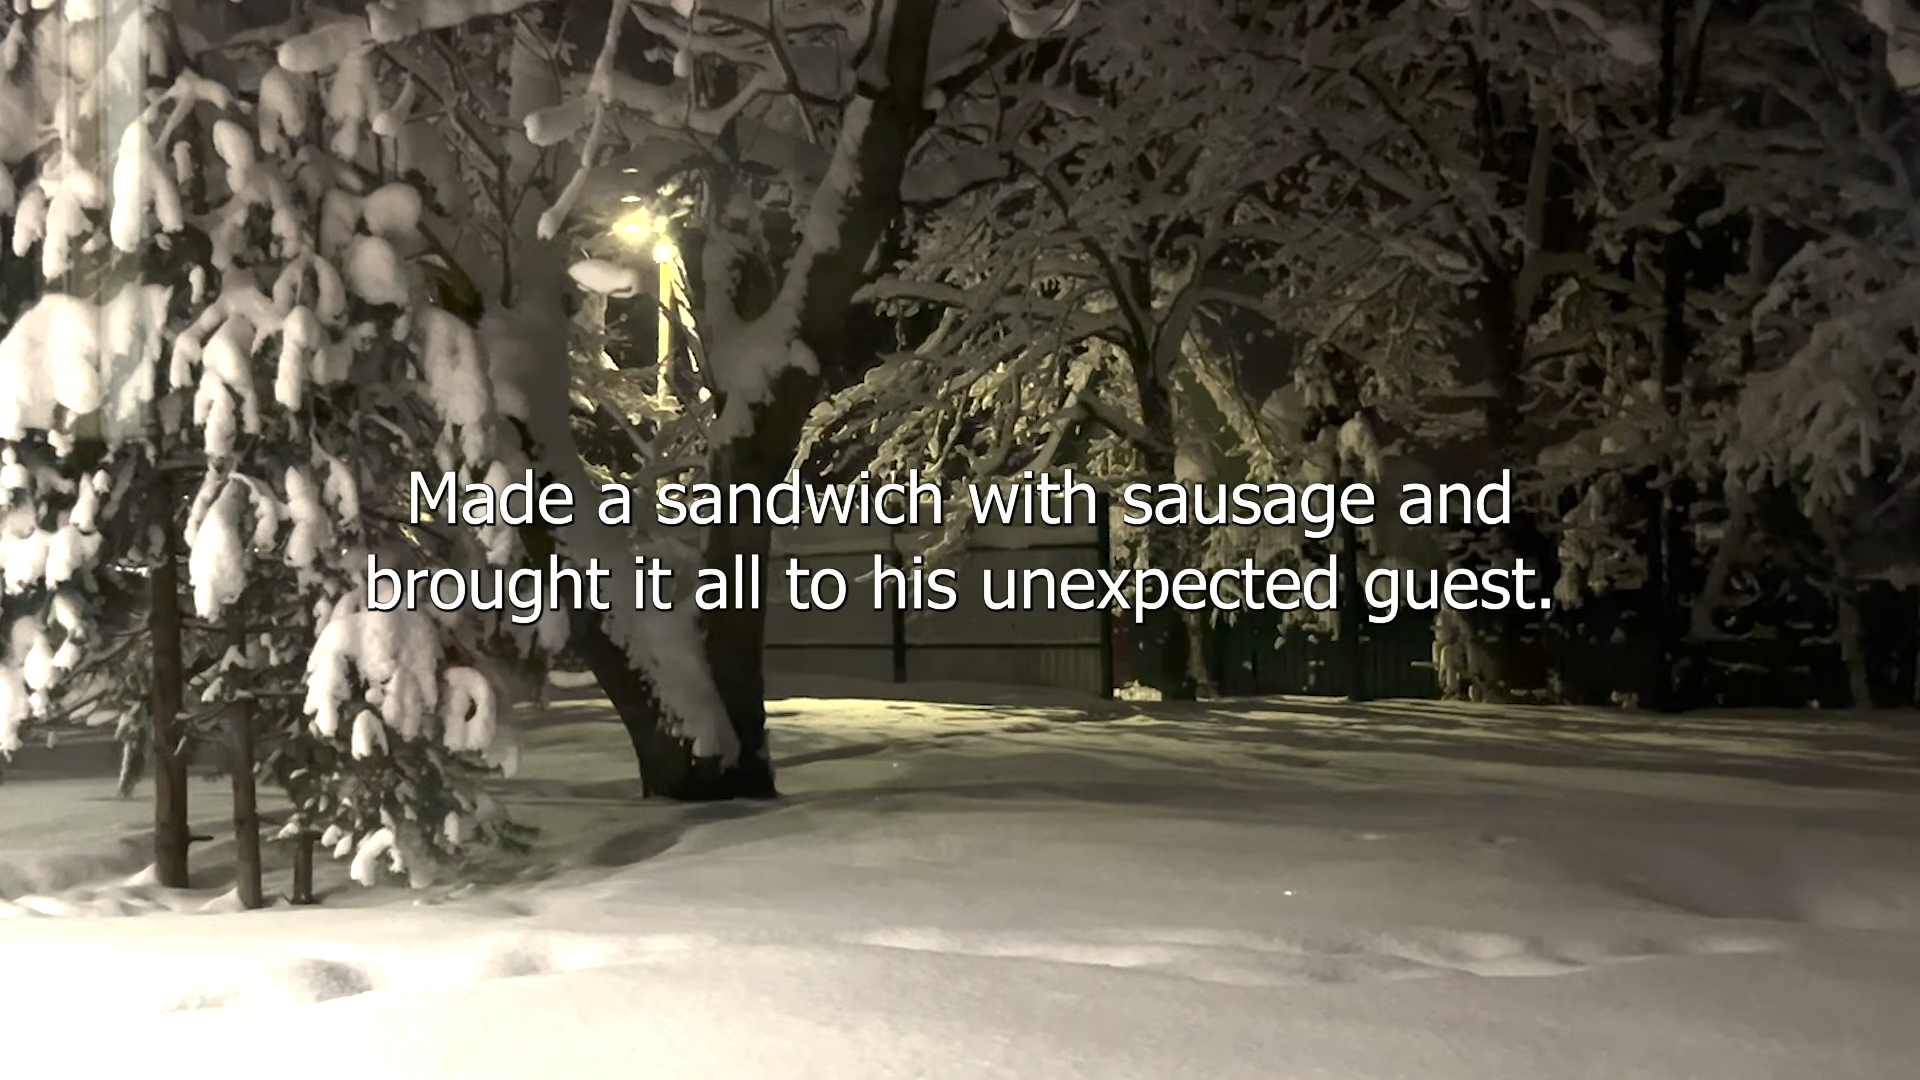 Made a sandwich with sausage and
brought it all to his unexpected guest.